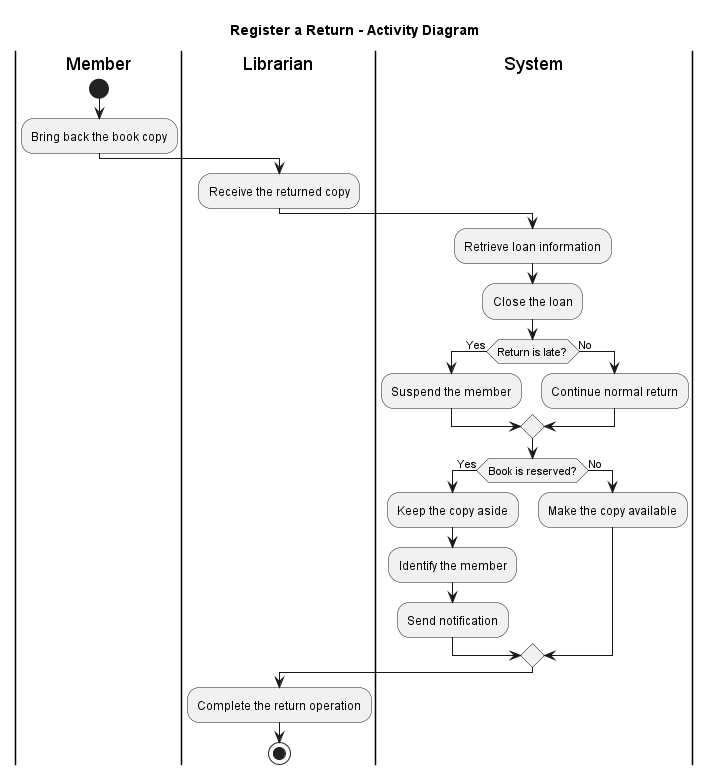 Register a Return - Activity Diagram
Member
Librarian
System
Bring back the book copy
Receive the returned copy
Retrieve loan information
Close the loan
Yes
Return is late?
No
Suspend the member
Continue normal return
Yes
Book is reserved?
No
Keep the copy aside
Make the copy available
Identify the member
Send notification
Complete the return operation